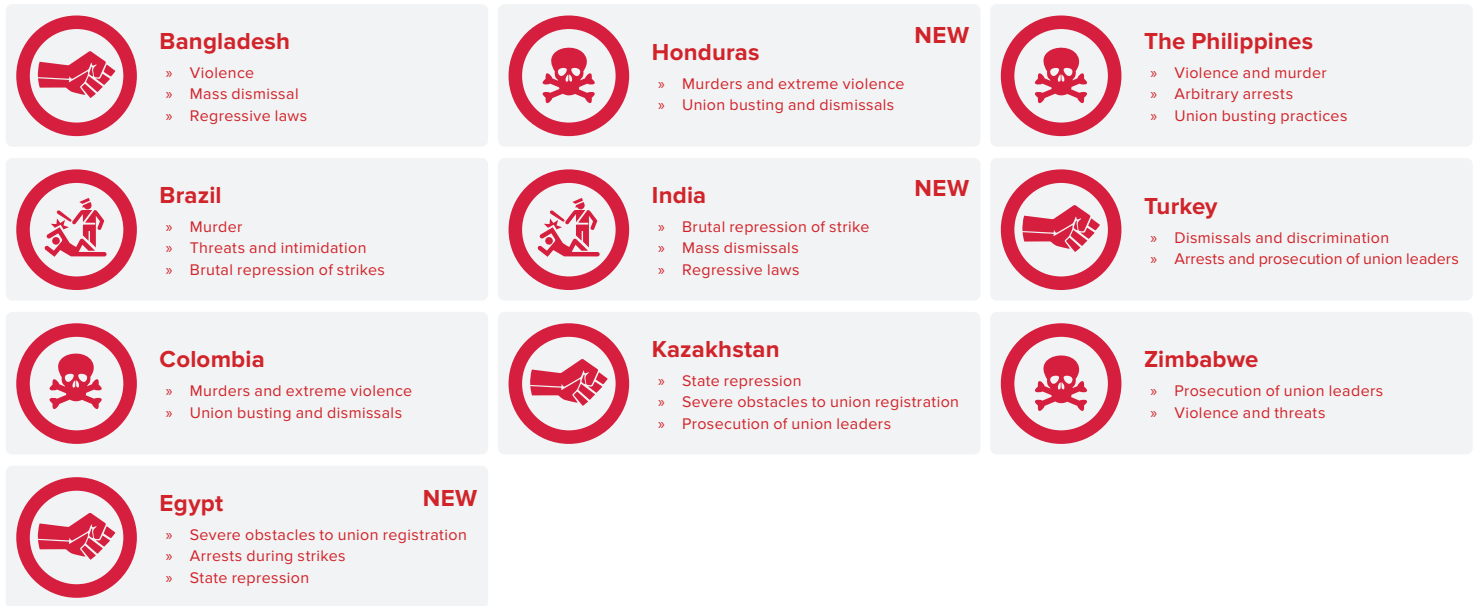 Bangladesh
» Violence
» Mass dismissal
» Regressive laws
Brazil
» Murder
» Threats and intimidation
» Brutal repression of strikes
Colombia
» Murders and extreme violence
» Union busting and dismissals
Egypt
NEW
» Severe obstacles to union registration
» Arrests during strikes
» State repression
Honduras
NEW
» Murders and extreme violence
» Union busting and dismissals
India
NEW
» Brutal repression of strike
» Mass dismissals
» Regressive laws
Kazakhstan
» State repression
» Severe obstacles to union registration
» Prosecution of union leaders
The Philippines
» Violence and murder
» Arbitrary arrests
» Union busting practices
Turkey
» Dismissals and discrimination
» Arrests and prosecution of union leaders
Zimbabwe
» Prosecution of union leaders
» Violence and threats